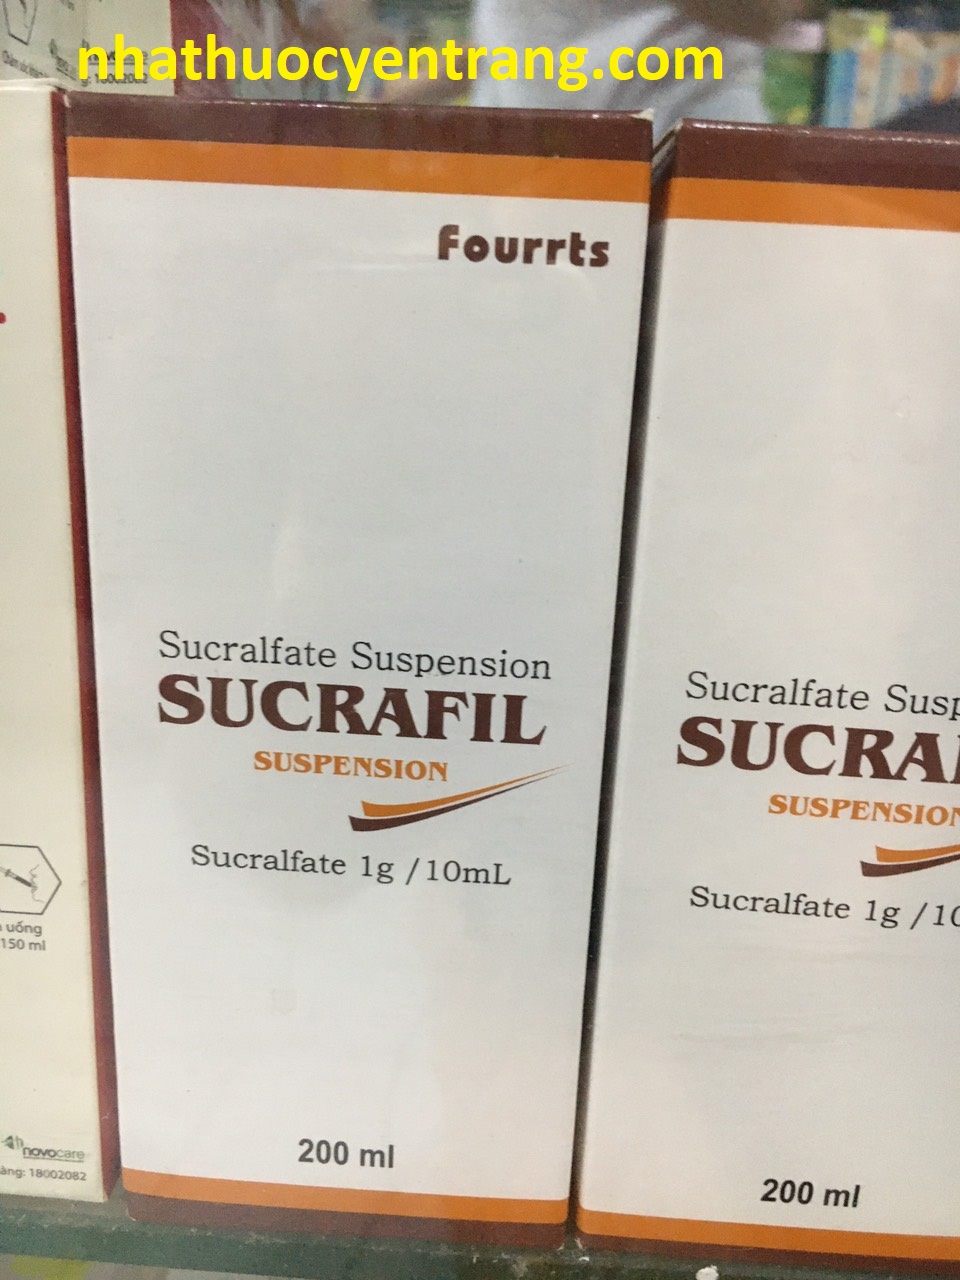 nhathuocyentrang.com
Fourrts
Sucralfate Suspension
SUCRAFIL
SUSPENSION
Sucralfate 1g /10mL
200 ml
Sucralfate Susp
SUCRA
SUSPENSION
Sucralfate 1g /10
200 ml
uống
150 ml
novocare
àng: 18002082